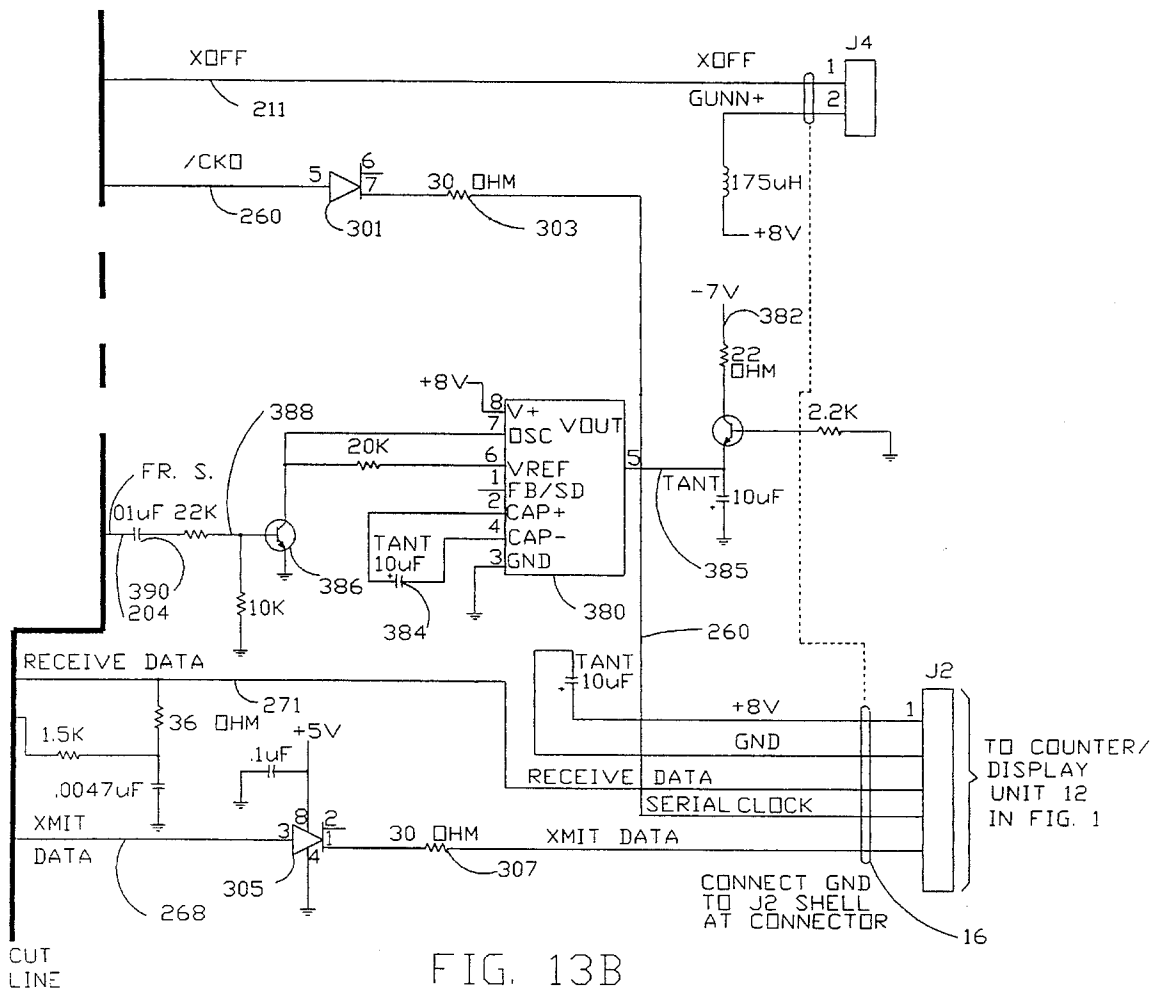 XOFF
XOFF
J4
1
GUNN+
2
211
/CKO
5
6
7
30 OHM
175uH
260
301
303
+8V
-7V
382
22
OHM
+8V
8
V+
388
7
OSC
VOUT
2.2K
20K
FR. S.
6
VREF
5
1
FB/SD
TANT
.01uF
22K
2
CAP+
10uF
4
CAP-
TANT
10uF
3
GND
386
385
390
204
10K
384
380
260
RECEIVE DATA
TANT
10uF
J2
271
36 OHM
+8V
1
1.5K
+5V
GND
TO COUNTER/
DISPLAY
UNIT 12
IN FIG. 1
.1uF
RECEIVE DATA
.0047uF
SERIAL CLOCK
XMIT
DATA
8
3
2
1
4
30 OHM
XMIT DATA
305
307
268
CONNECT GND
TO J2 SHELL
AT CONNECTOR
16
CUT
LINE
FIG. 13B